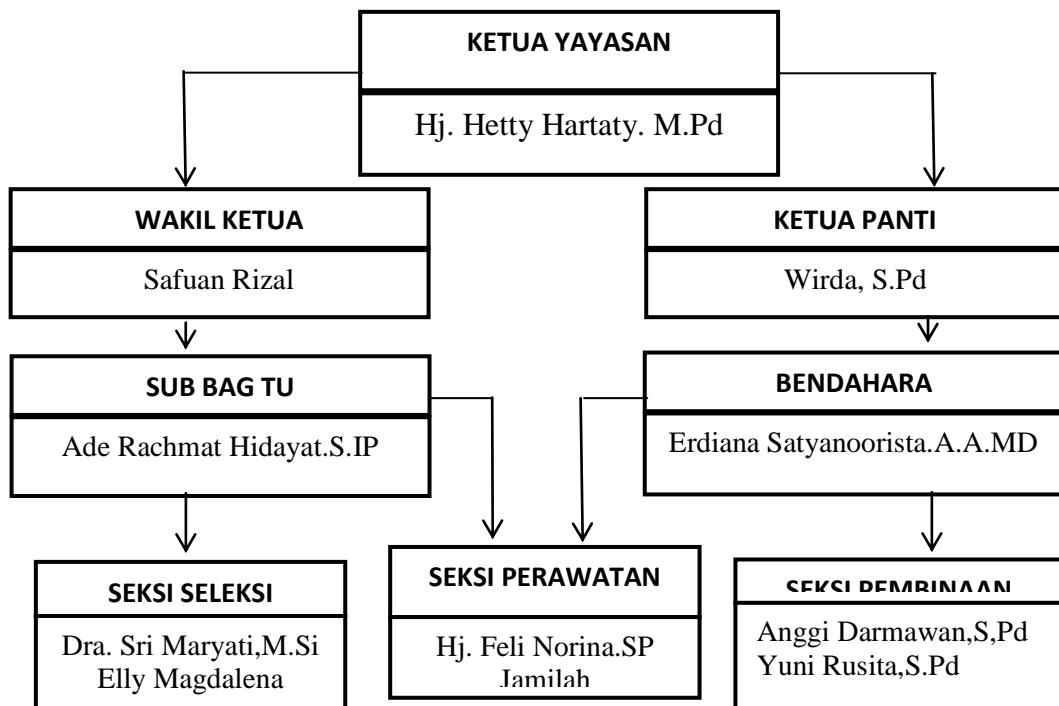 KETUA YAYASAN
Hj. Hetty Hartaty. M.Pd
WAKIL KETUA
Safuan Rizal
KETUA PANTI
Wirda, S.Pd
SUB BAG TU
Ade Rachmat Hidayat.S.IP
BENDAHARA
Erdiana Satyanoorista.A.A.MD
SEKSI SELEKSI
Dra. Sri Maryati,M.Si
Elly Magdalena
SEKSI PERAWATAN
Hj. Feli Norina.SP
Jamilah
SEKSI PEMBINAAN
Anggi Darmawan,S,Pd
Yuni Rusita,S.Pd